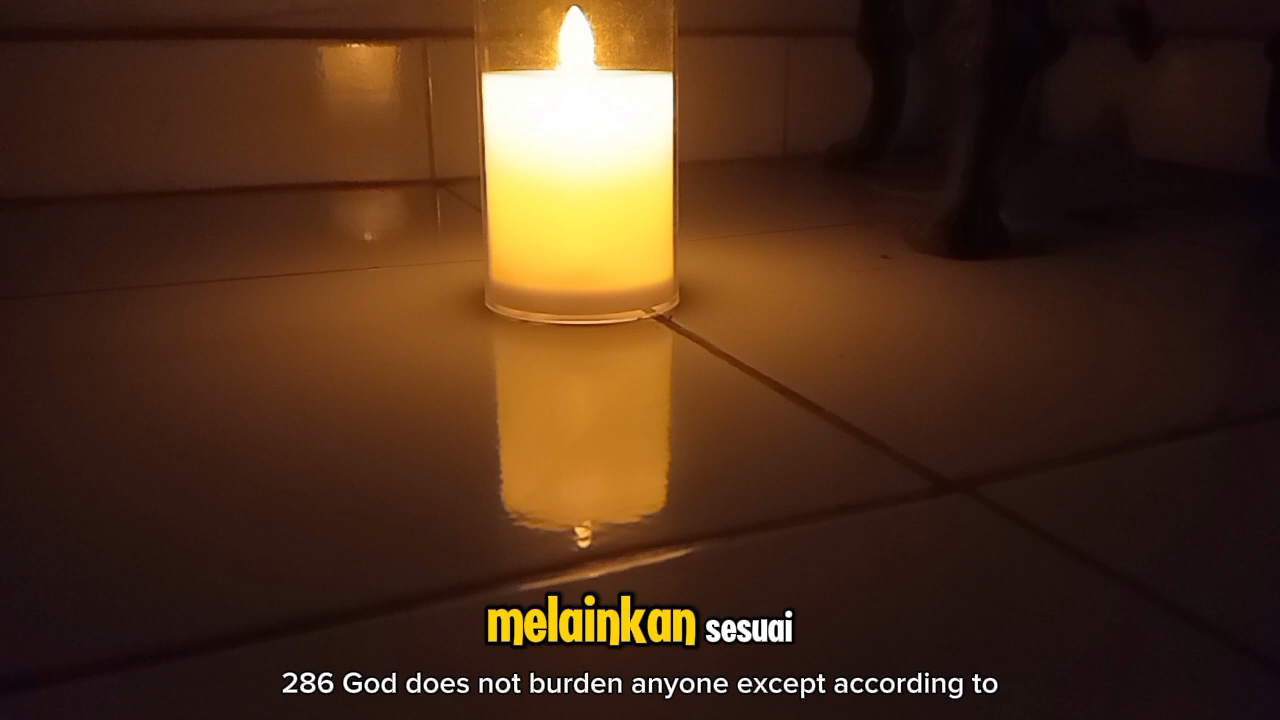 melainkan sesuai
286 God does not burden anyone except according to